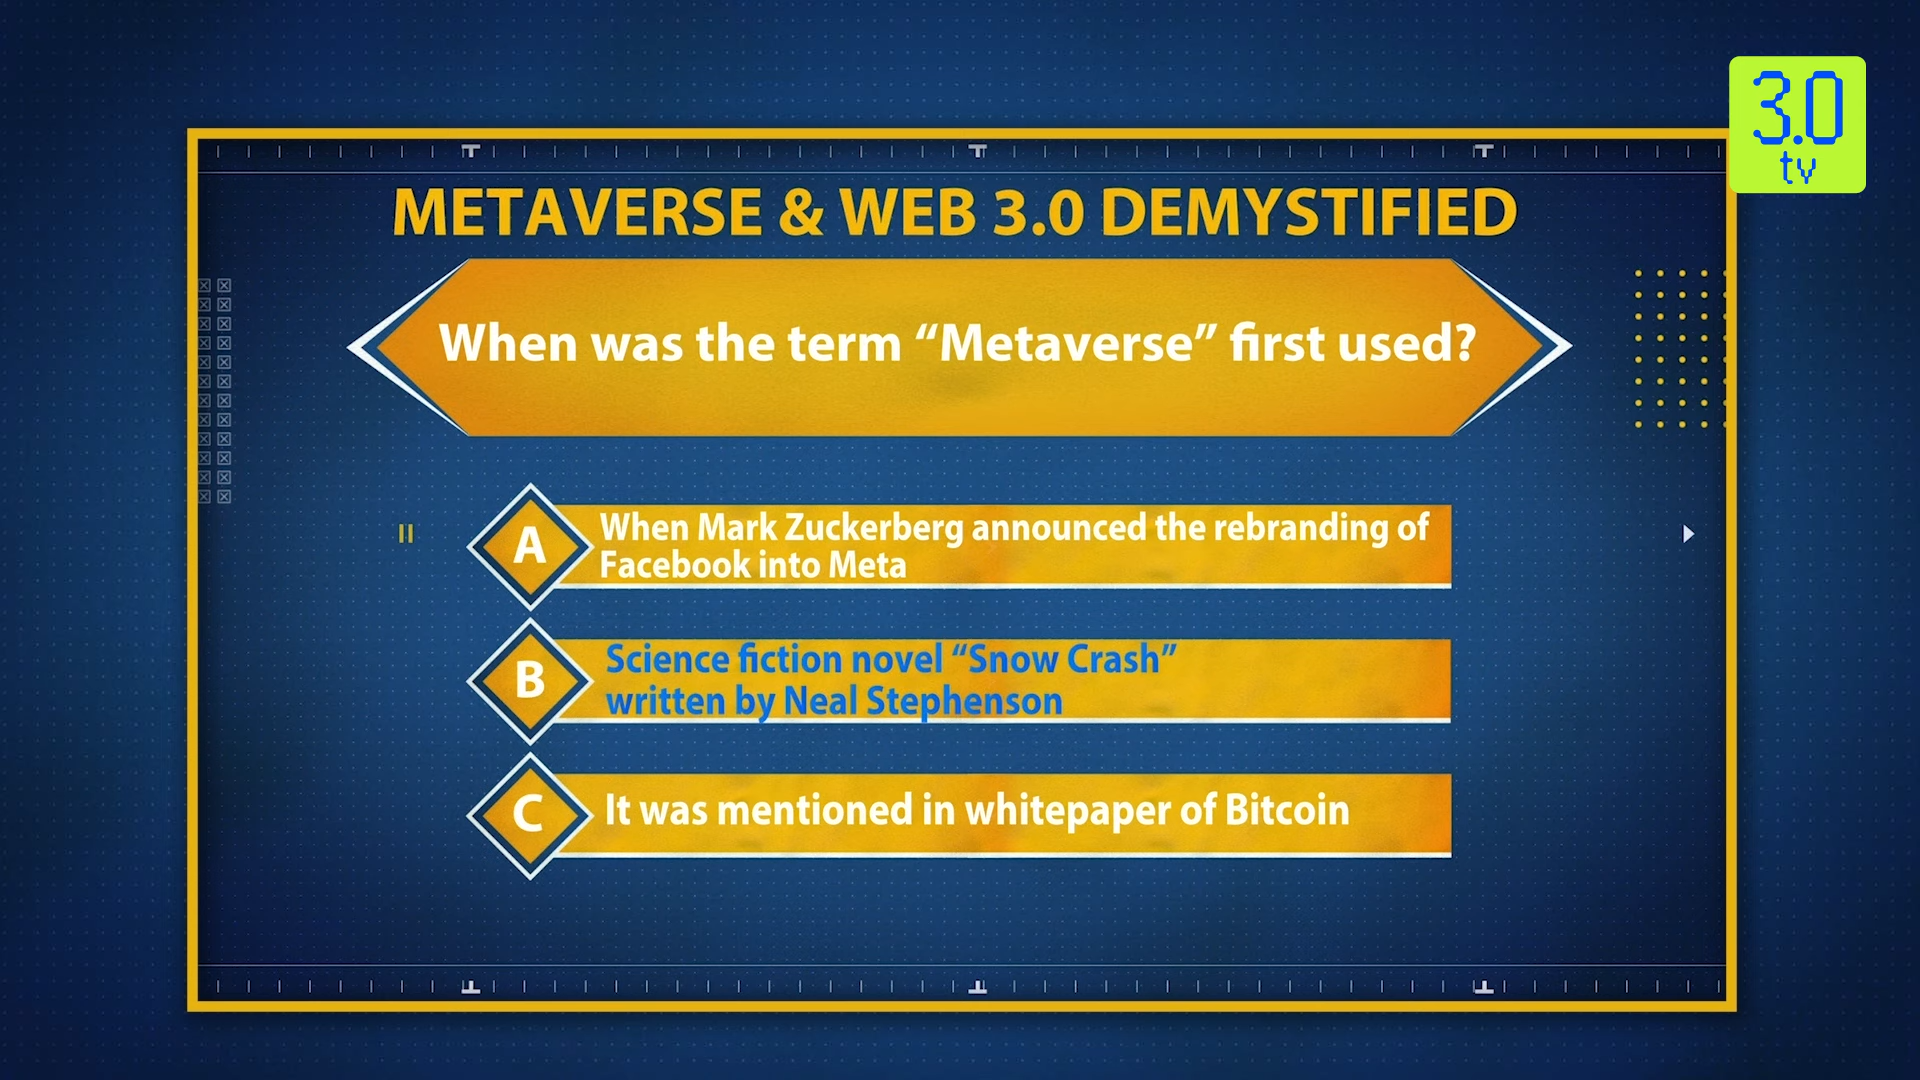 3.0
tv
METAVERSE & WEB 3.0 DEMYSTIFIED
When was the term “Metaverse” first used?
A
When Mark Zuckerberg announced the rebranding of
Facebook into Meta
B
Science fiction novel “Snow Crash”
written by Neal Stephenson
C
It was mentioned in whitepaper of Bitcoin